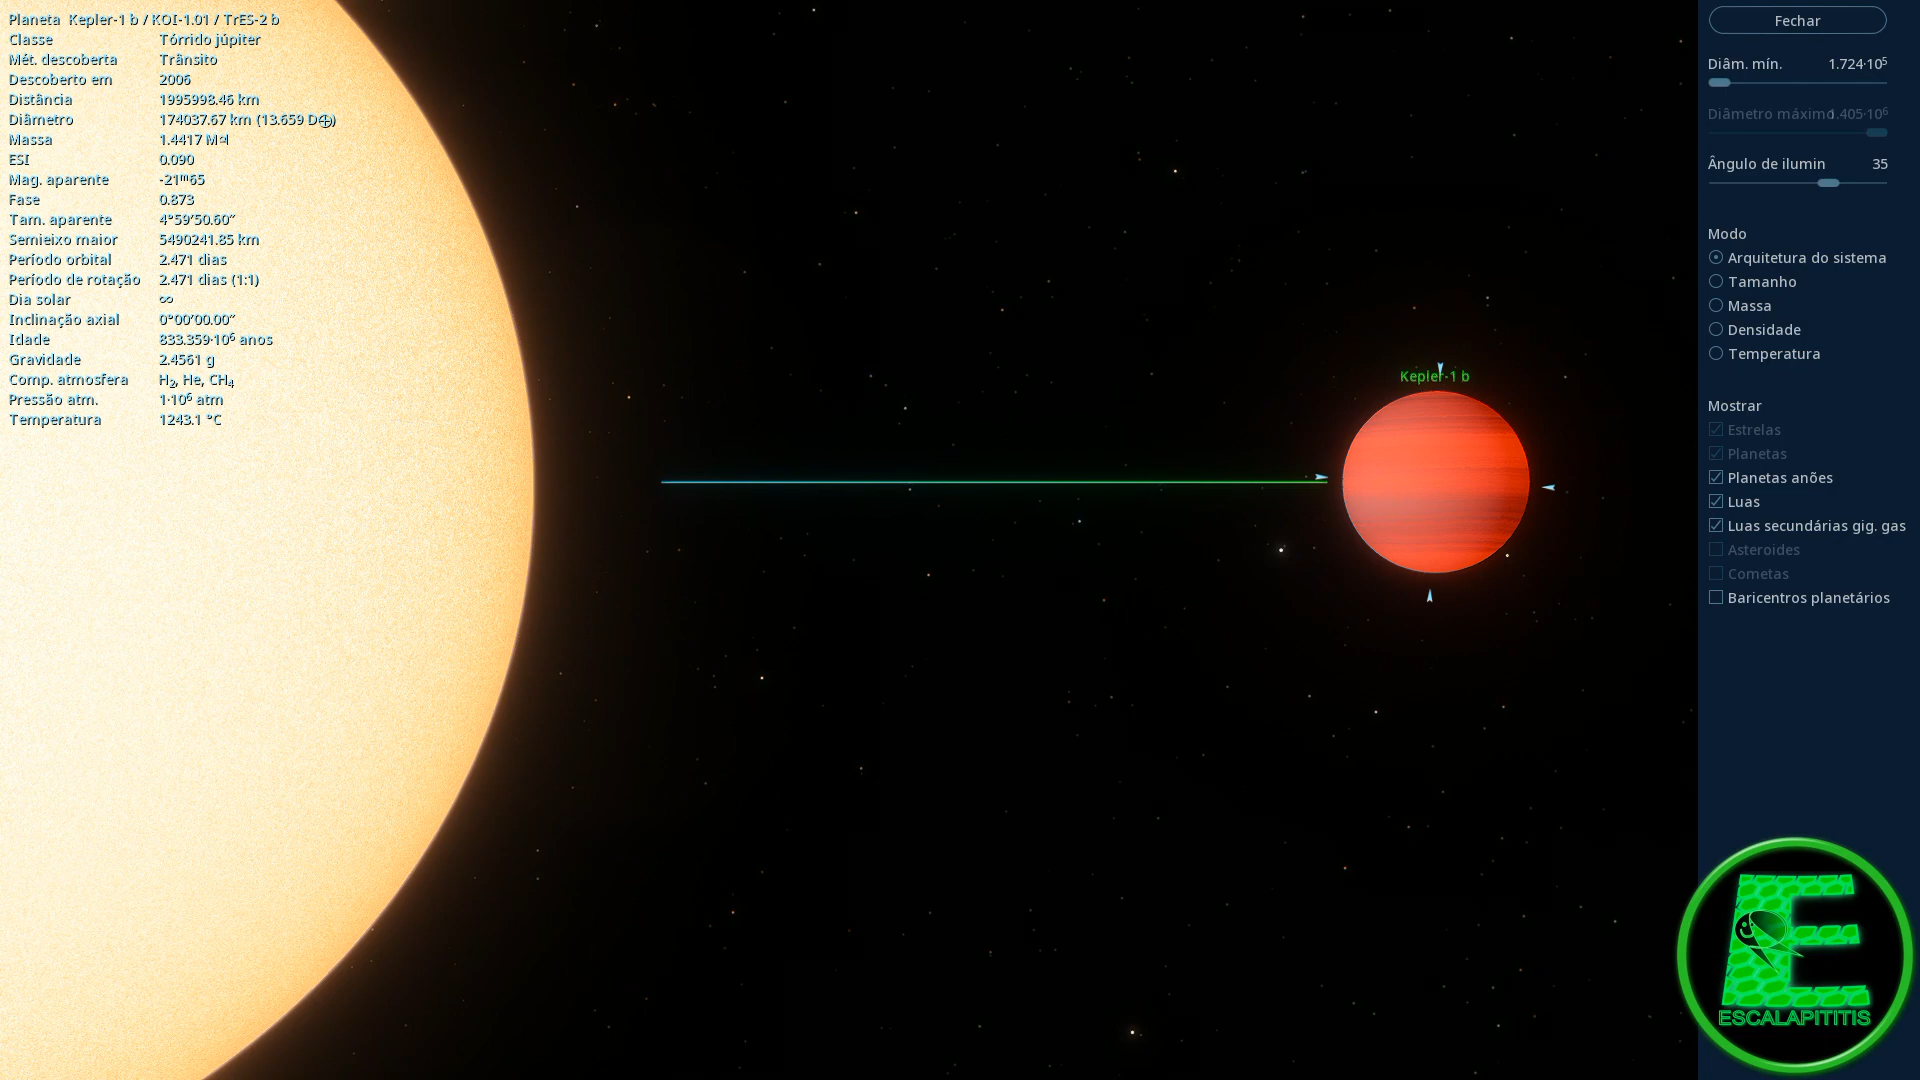 Planeta Kepler-1 b / KOI-1.01 / TrES-2 b
Classe Tórrido júpiter
Mét. descoberta Trânsito
Descoberto em 2006
Distância 1995998.46 km
Diâmetro 174037.67 km (13.659 D⊕)
Massa 1.4417 M♃
ESI 0.090
Mag. aparente -21ᵐ65
Fase 0.873
Tam. aparente 4°59′50.60″
Semieixo maior 5490241.85 km
Período orbital 2.471 dias
Período de rotação 2.471 dias (1:1)
Dia solar ∞
Inclinação axial 0°00′00.00″
Idade 833.359·10⁶ anos
Gravidade 2.4561 g
Comp. atmosfera H₂, He, CH₄
Pressão atm. 1·10⁶ atm
Temperatura 1243.1 °C
Kepler-1 b
Fechar
Diâm. mín. 1.724·10⁵
Diâmetro máximo 1.405·10⁶
Ângulo de ilumin 35
Modo
Arquitetura do sistema
Tamanho
Massa
Densidade
Temperatura
Mostrar
Estrelas
Planetas
Planetas anões
Luas
Luas secundárias gig. gas
Asteroides
Cometas
Baricentros planetários
E
ESCALAPITITIS